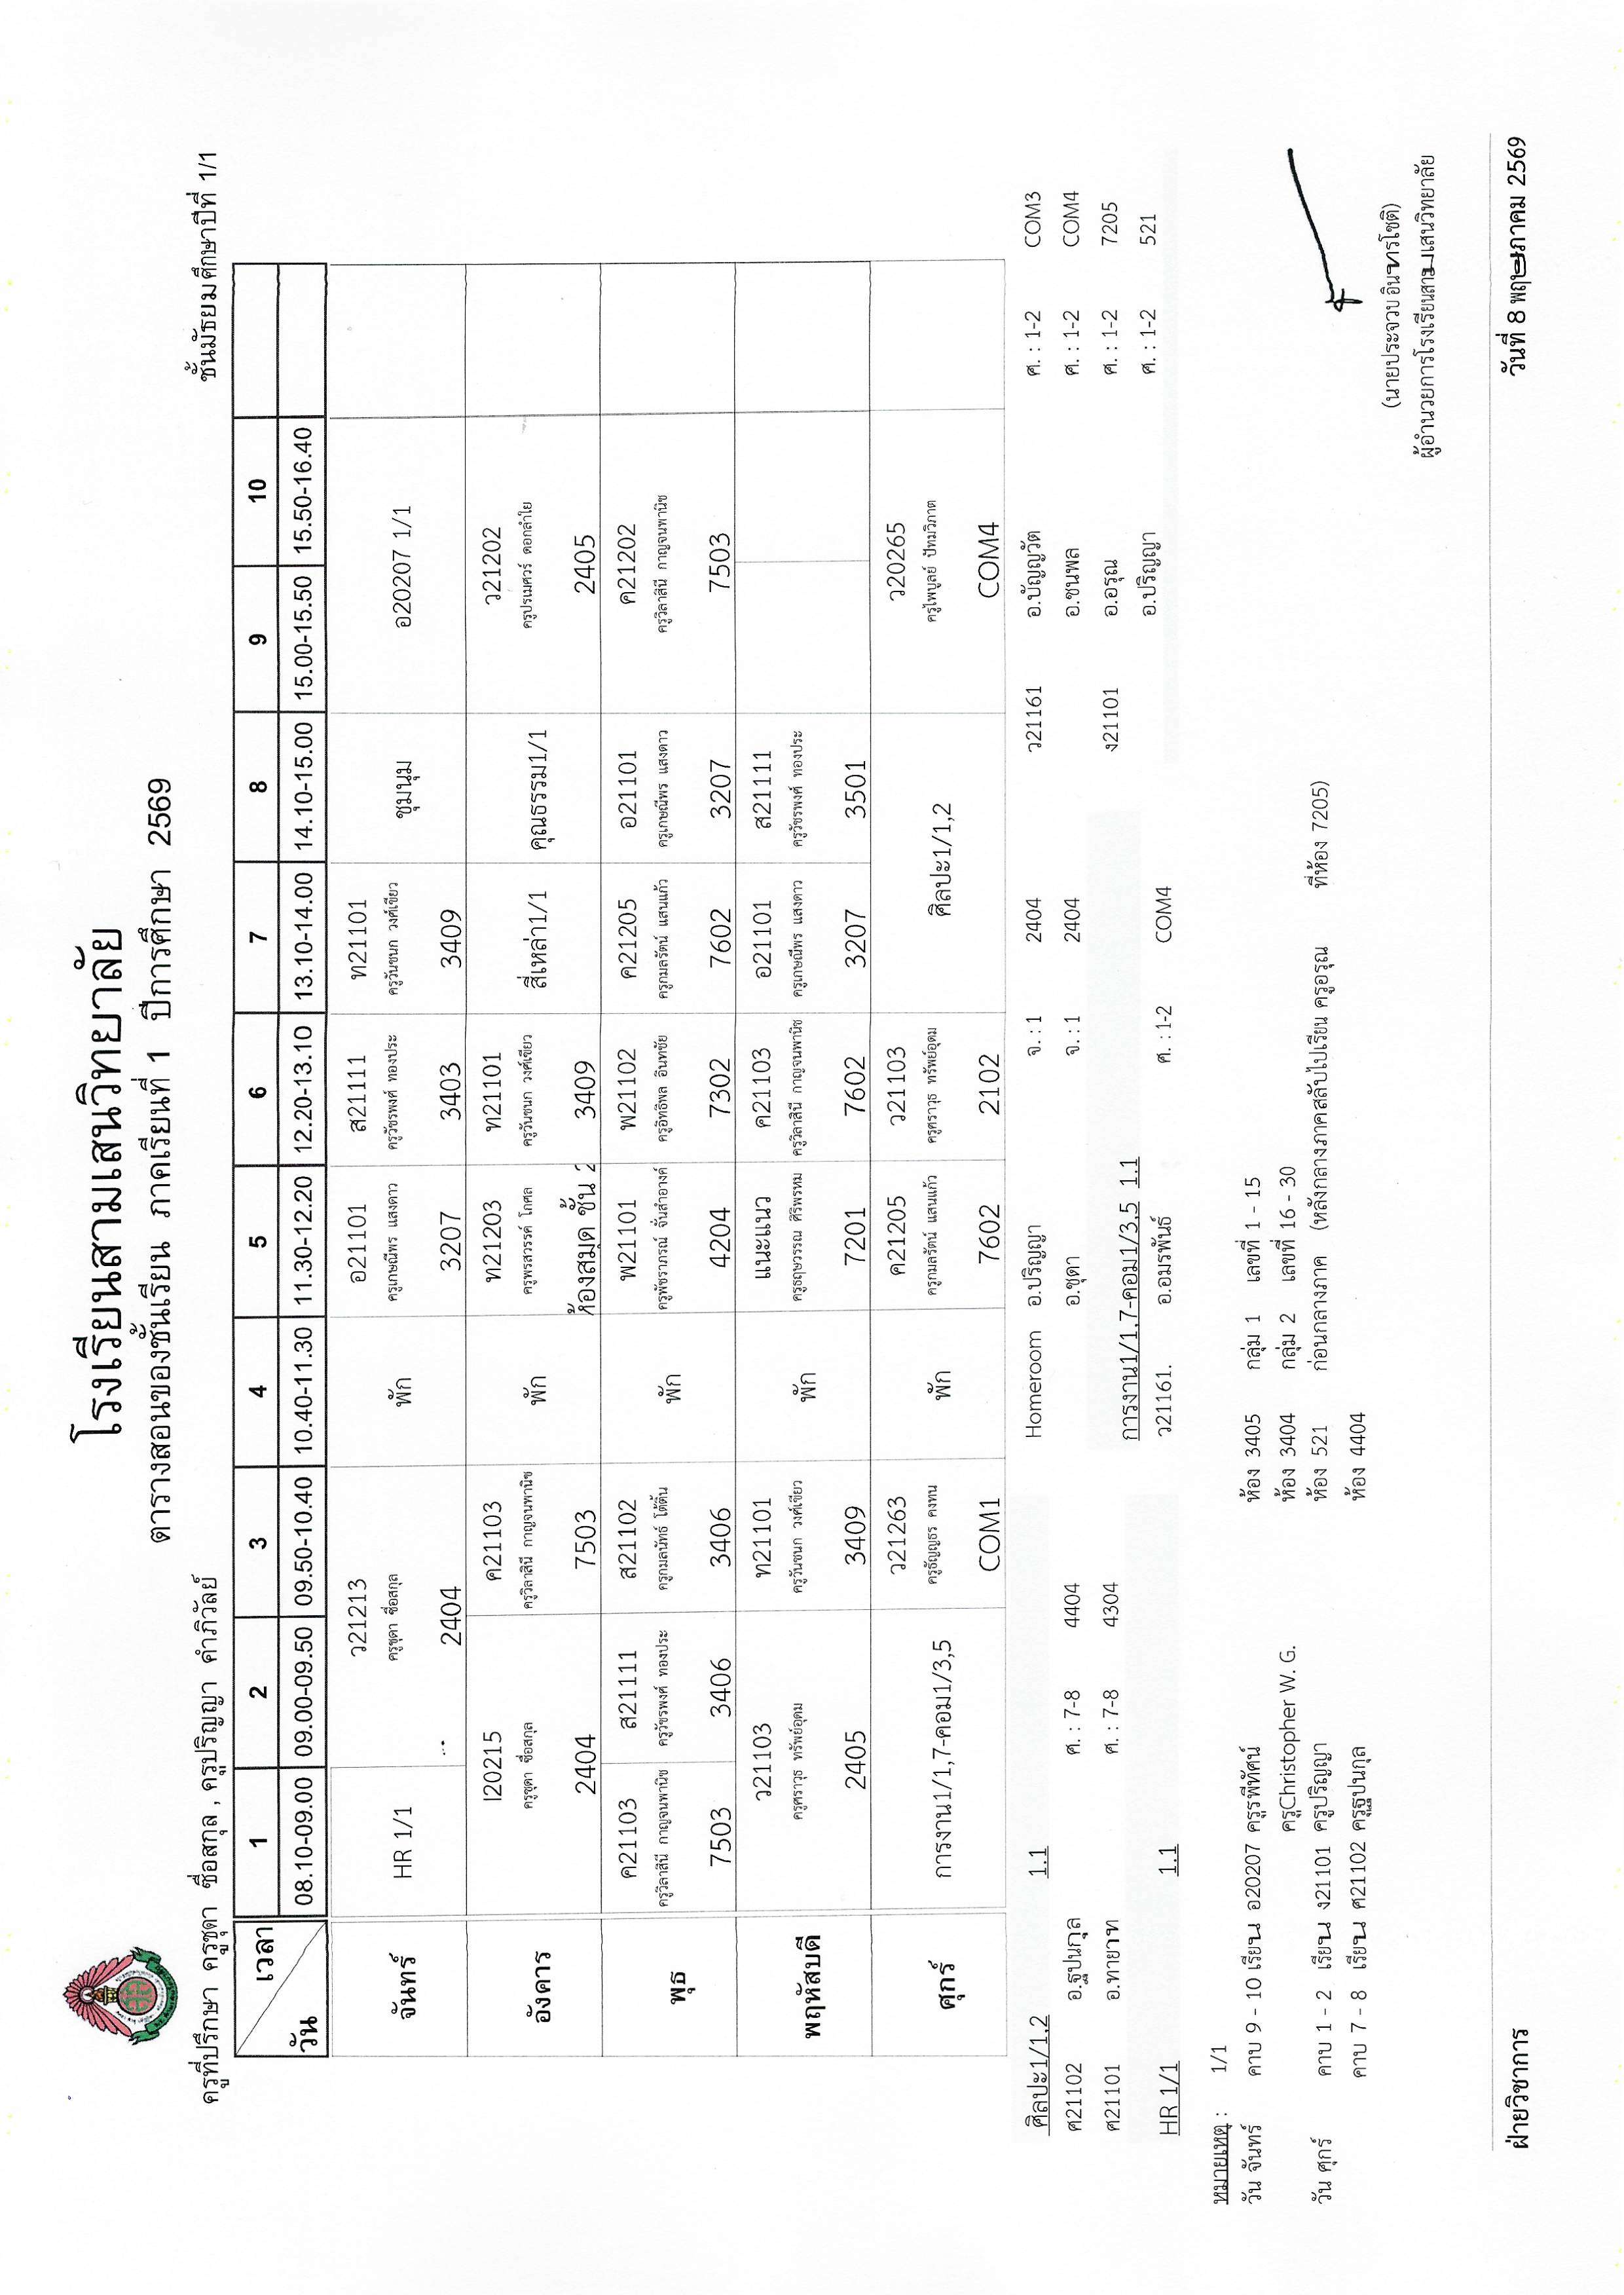 โรงเรียนสามเสนวิทยาลัย
ตารางสอนของชั้นเรียน ภาคเรียนที่ 1 ปีการศึกษา 2569
ครูที่ปรึกษา ครูชุดา ซื่อสกุล , ครูปริญญา คำภิวัลย์ ชั้นมัธยมศึกษาปีที่ 1/1
เวลา 1 2 3 4 5 6 7 8 9 10
วัน 08.10-09.00 09.00-09.50 09.50-10.40 10.40-11.30 11.30-12.20 12.20-13.10 13.10-14.00 14.10-15.00 15.00-15.50 15.50-16.40
ว21213 อ21101 ส21111 ท21101
ครูชุดา ซื่อสกุล ครูเกษณีพร แสงดาว ครูวัชรพงศ์ ทองประ ครูวันชนก วงศ์เขียว
จันทร์ HR 1/1 พัก ชุมนุม อ20207 1/1
2404 3207 3403 3409
I20215 ค21103 ท21203 ท21101 ว21202
ครูชุดา ซื่อสกุล ครูวิลาสินี กาญจนพานิช ครูพรสวรรค์ โกศล ครูวันชนก วงศ์เขียว ครูปรเมศวร์ ดอกลำใย
อังคาร พัก สี่เหล่า1/1 คุณธรรม1/1
2404 7503 ห้องสมุด ชั้น 2 3409 2405
ค21103 ส21111 ส21102 พ21101 พ21102 ค21205 อ21101 ค21202
ครูวิลาสินี กาญจนพานิช ครูวัชรพงศ์ ทองประ ครูกมลนัทธ์ โต้ติ้น ครูพัชราภรณ์ จั่นสำอางค์ ครูอิทธิพล อินทชัย ครูกมลรัตน์ แสนแก้ว ครูเกษณีพร แสงดาว ครูวิลาสินี กาญจนพานิช
พุธ พัก
7503 3406 3406 4204 7302 7602 3207 7503
ว21103 ท21101 แนะแนว ค21103 อ21101 ส21111
ครูศราวุธ ทรัพย์อุดม ครูวันชนก วงศ์เขียว ครูธฤษวรรณ ศิริพรหม ครูวิลาสินี กาญจนพานิช ครูเกษณีพร แสงดาว ครูวัชรพงศ์ ทองประ
พฤหัสบดี พัก
2405 3409 7201 7602 3207 3501
ว21263 ค21205 ว21103 ว20265
ครูธัญญธร คงทน ครูกมลรัตน์ แสนแก้ว ครูศราวุธ ทรัพย์อุดม ครูไพบูลย์ ปัทมวิภาต
ศุกร์ การงาน1/1,7-คอม1/3,5 พัก ศิลปะ1/1,2
COM1 7602 2102 COM4
ศิลปะ1/1,2 1.1
ศ21102 อ.ฐปนกุล ศ. : 7-8 4404
ศ21101 อ.ทายาท ศ. : 7-8 4304
HR 1/1 1.1
Homeroom อ.ปริญญา จ. : 1 2404
อ.ชุดา จ. : 1 2404
การงาน1/1,7-คอม1/3,5 1.1
ว21161. อ.อมรพันธ์ ศ. : 1-2 COM4
ว21161 อ.บัญญวัต ศ. : 1-2 COM3
อ.ชนพล ศ. : 1-2 COM4
ง21101 อ.อรุณ ศ. : 1-2 7205
อ.ปริญญา ศ. : 1-2 521
หมายเหตุ : 1/1
วัน จันทร์ คาบ 9 - 10 เรียน อ20207 ครูรพีทัศน์ ห้อง 3405 กลุ่ม 1 เลขที่ 1 - 15
ครูChristopher W. G. ห้อง 3404 กลุ่ม 2 เลขที่ 16 - 30
วัน ศุกร์ คาบ 1 - 2 เรียน ง21101 ครูปริญญา ห้อง 521 ก่อนกลางภาค (หลังกลางภาคสลับไปเรียน ครูอรุณ ที่ห้อง 7205)
คาบ 7 - 8 เรียน ศ21102 ครูฐปนกุล ห้อง 4404
(นายประจวบ อินทรโชติ)
ผู้อำนวยการโรงเรียนสามเสนวิทยาลัย
ฝ่ายวิชาการ วันที่ 8 พฤษภาคม 2569